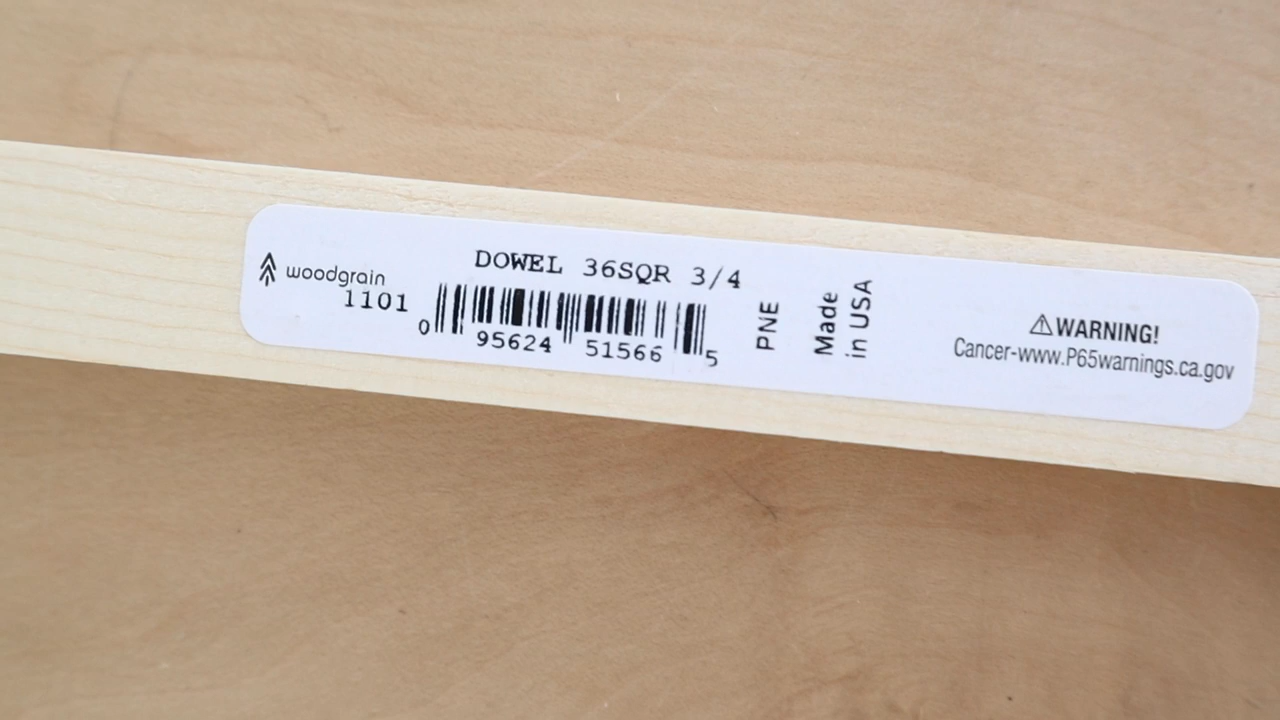 woodgrain
1101
DOWEL 36SQR 3/4
0 95624 51566 5
PNE
Made
in USA
⚠WARNING!
Cancer-www.P65warnings.ca.gov